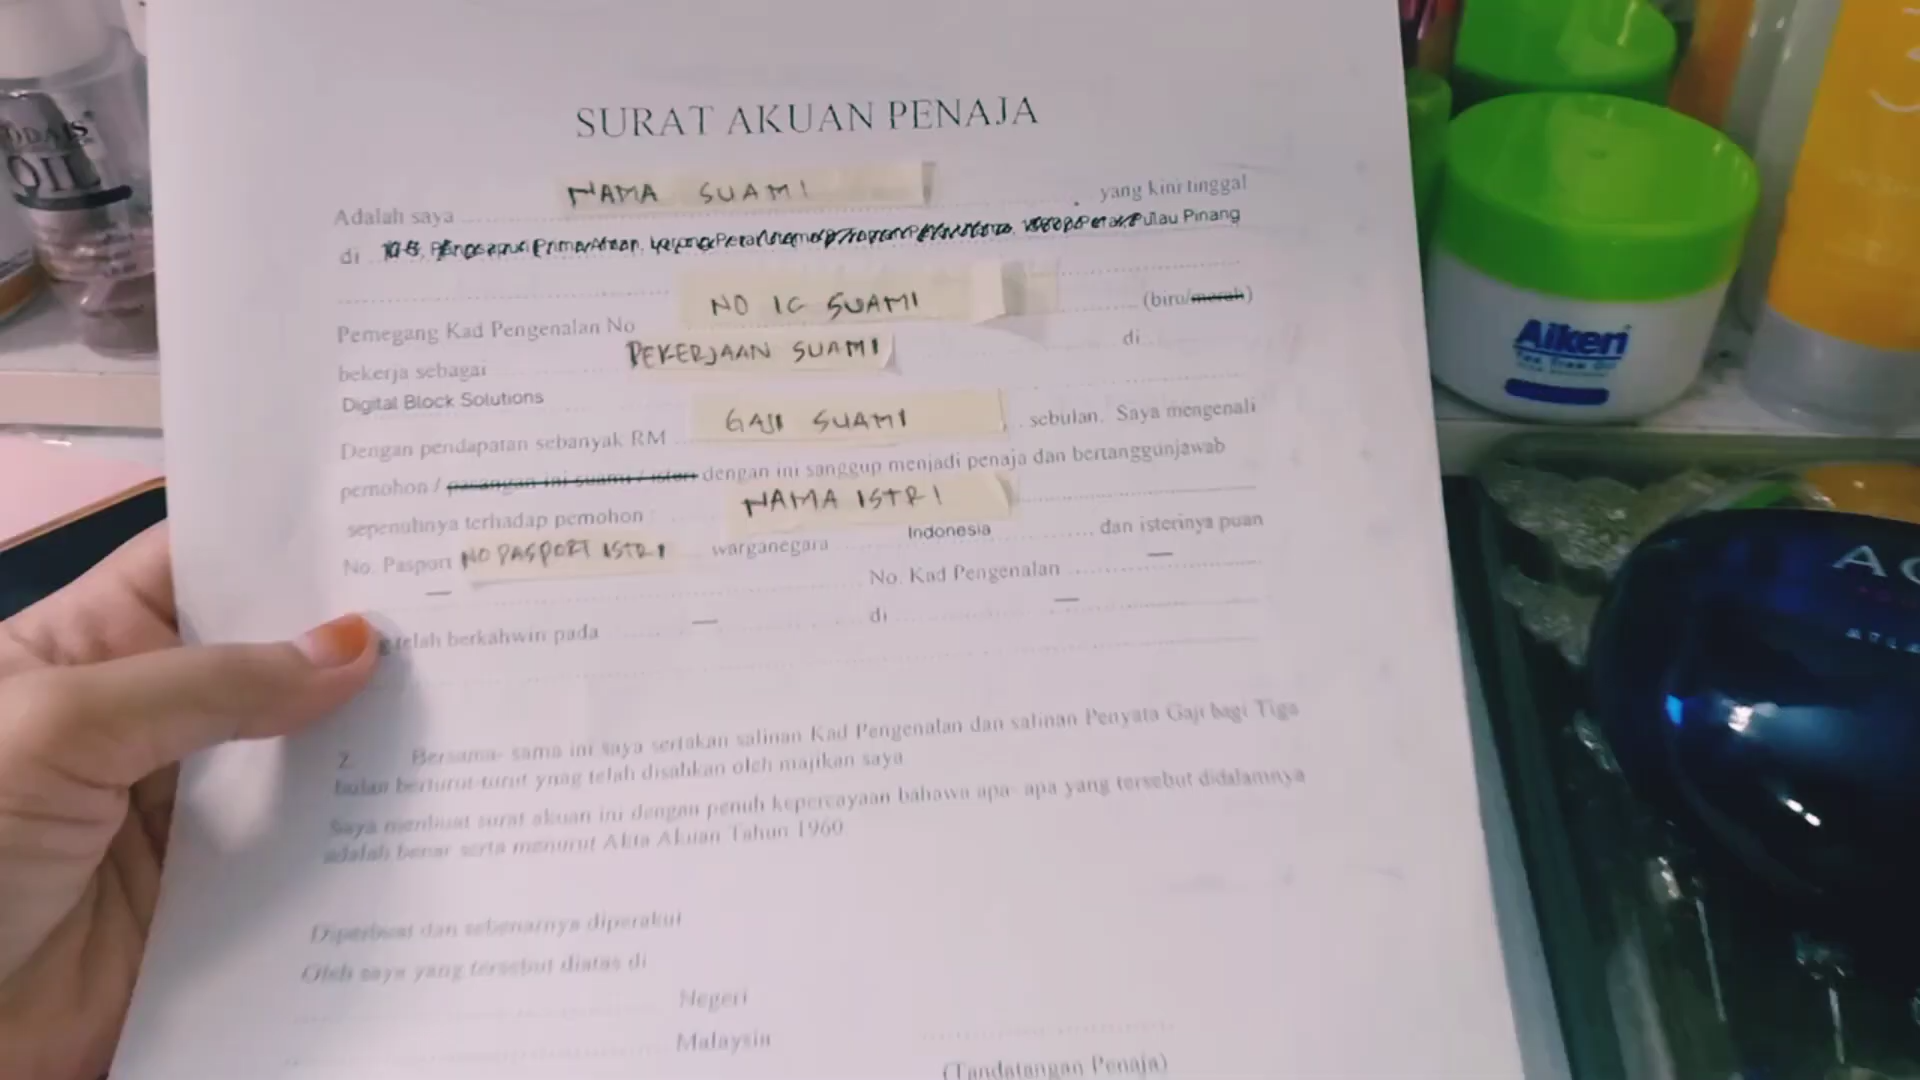 SURAT AKUAN PENAJA
Adalah saya NAMA SUAMI yang kini tinggal
di Pulau Pinang
Pemegang Kad Pengenalan No NO IC SUAMI (biru/merah)
bekerja sebagai PEKERJAAN SUAMI di
Digital Block Solutions
Dengan pendapatan sebanyak RM GAJI SUAMI sebulan. Saya mengenali
pemohon / pasangan ini suami / isteri dengan ini sanggup menjadi penaja dan bertanggunjawab
sepenuhnya terhadap pemohon : NAMA ISTRI
No. Pasport NO PASPORT ISTRI warganegara Indonesia dan isterinya puan
— No. Kad Pengenalan —
telah berkahwin pada — di —
2. Bersama- sama ini saya sertakan salinan Kad Pengenalan dan salinan Penyata Gaji bagi Tiga
bulan berturut-turut ynag telah disahkan oleh majikan saya
Saya membuat surat akuan ini dengan penuh kepercayaan bahawa apa- apa yang tersebut didalamnya
adalah benar serta menurut Akta Akuan Tahun 1960
Diperbuat dan sebenarnya diperakui
Oleh saya yang tersebut diatas di
Negeri
Malaysia
(Tandatangan Penaja)
OIL
Aiken
Tea Tree Oil